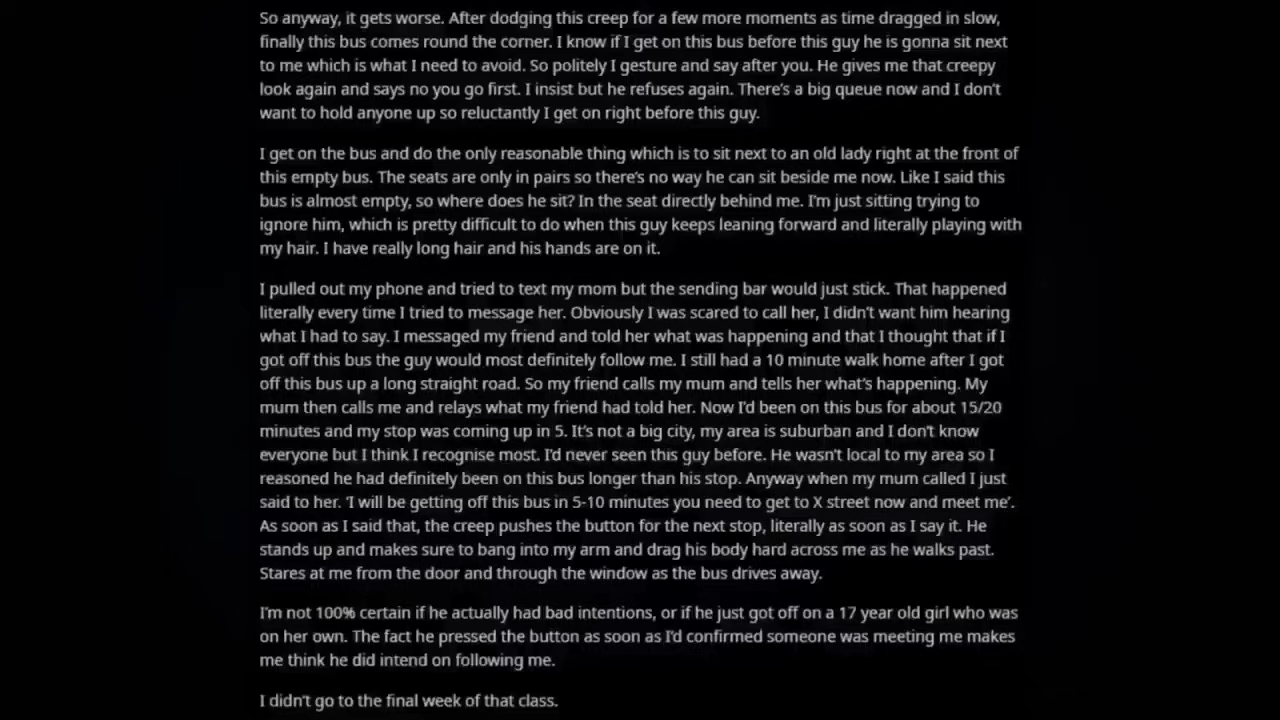 So anyway, it gets worse. After dodging this creep for a few more moments as time dragged in slow,
finally this bus comes round the corner. I know if I get on this bus before this guy he is gonna sit next
to me which is what I need to avoid. So politely I gesture and say after you. He gives me that creepy
look again and says no you go first. I insist but he refuses again. There's a big queue now and I don't
want to hold anyone up so reluctantly I get on right before this guy.
I get on the bus and do the only reasonable thing which is to sit next to an old lady right at the front of
this empty bus. The seats are only in pairs so there's no way he can sit beside me now. Like I said this
bus is almost empty, so where does he sit? In the seat directly behind me. I'm just sitting trying to
ignore him, which is pretty difficult to do when this guy keeps leaning forward and literally playing with
my hair. I have really long hair and his hands are on it.
I pulled out my phone and tried to text my mom but the sending bar would just stick. That happened
literally every time I tried to message her. Obviously I was scared to call her, I didn't want him hearing
what I had to say. I messaged my friend and told her what was happening and that I thought that if I
got off this bus the guy would most definitely follow me. I still had a 10 minute walk home after I got
off this bus up a long straight road. So my friend calls my mum and tells her what's happening. My
mum then calls me and relays what my friend had told her. Now I'd been on this bus for about 15/20
minutes and my stop was coming up in 5. It's not a big city, my area is suburban and I don't know
everyone but I think I recognise most. I'd never seen this guy before. He wasn't local to my area so I
reasoned he had definitely been on this bus longer than his stop. Anyway when my mum called I just
said to her. 'I will be getting off this bus in 5-10 minutes you need to get to X street now and meet me'.
As soon as I said that, the creep pushes the button for the next stop, literally as soon as I say it. He
stands up and makes sure to bang into my arm and drag his body hard across me as he walks past.
Stares at me from the door and through the window as the bus drives away.
I'm not 100% certain if he actually had bad intentions, or if he just got off on a 17 year old girl who was
on her own. The fact he pressed the button as soon as I'd confirmed someone was meeting me makes
me think he did intend on following me.
I didn't go to the final week of that class.